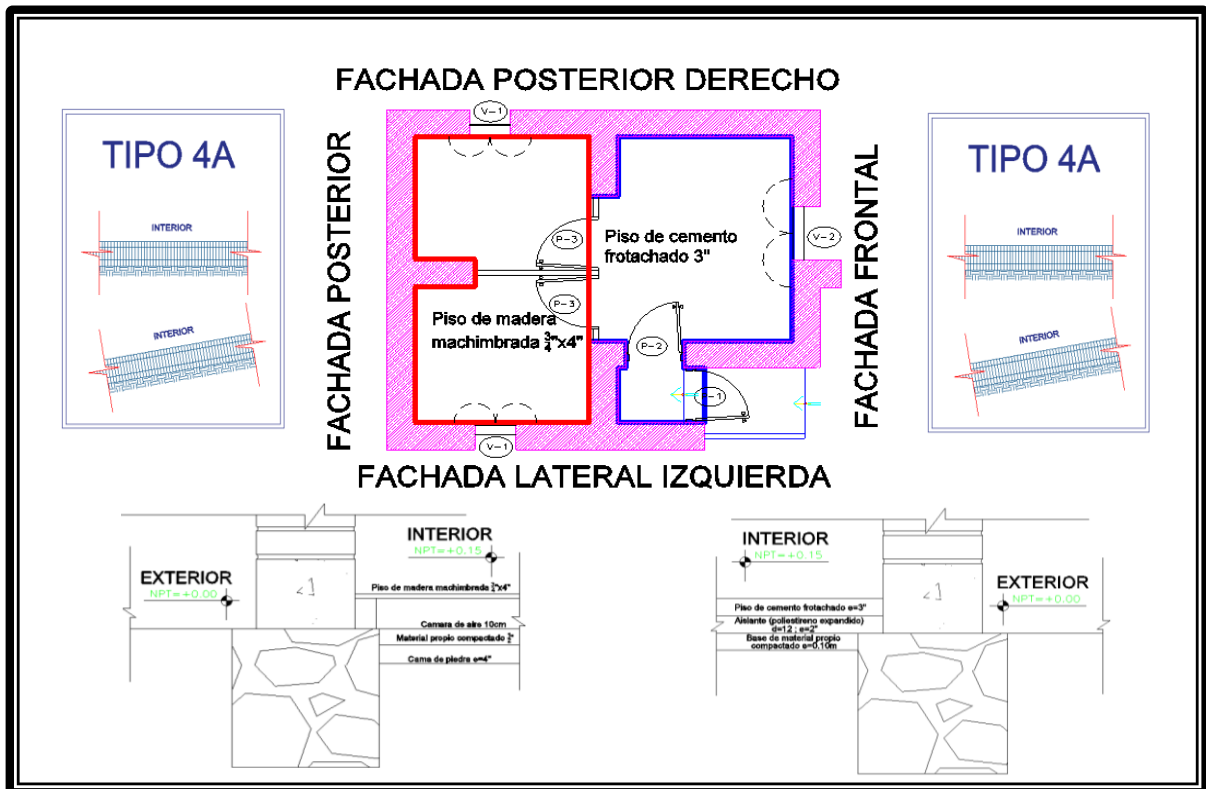 FACHADA POSTERIOR DERECHO
TIPO 4A
INTERIOR
INTERIOR
FACHADA POSTERIOR
V-1
P-3
P-3
Piso de cemento
frotachado 3"
V-2
Piso de madera
machimbrada ¾"x4"
P-2
V-1
FACHADA FRONTAL
TIPO 4A
INTERIOR
INTERIOR
FACHADA LATERAL IZQUIERDA
INTERIOR
NPT=+0.15
EXTERIOR
NPT=+0.00
Piso de madera machimbrada ¾"x4"
Camara de aire 10cm
Material propio compactado
Cama de piedra e=4"
INTERIOR
NPT=+0.15
EXTERIOR
NPT=+0.00
Piso de cemento frotachado e=3"
Aislante (poliestireno expandido)
d=12 ; e=2"
Base de material propio
compactado e=0.10m